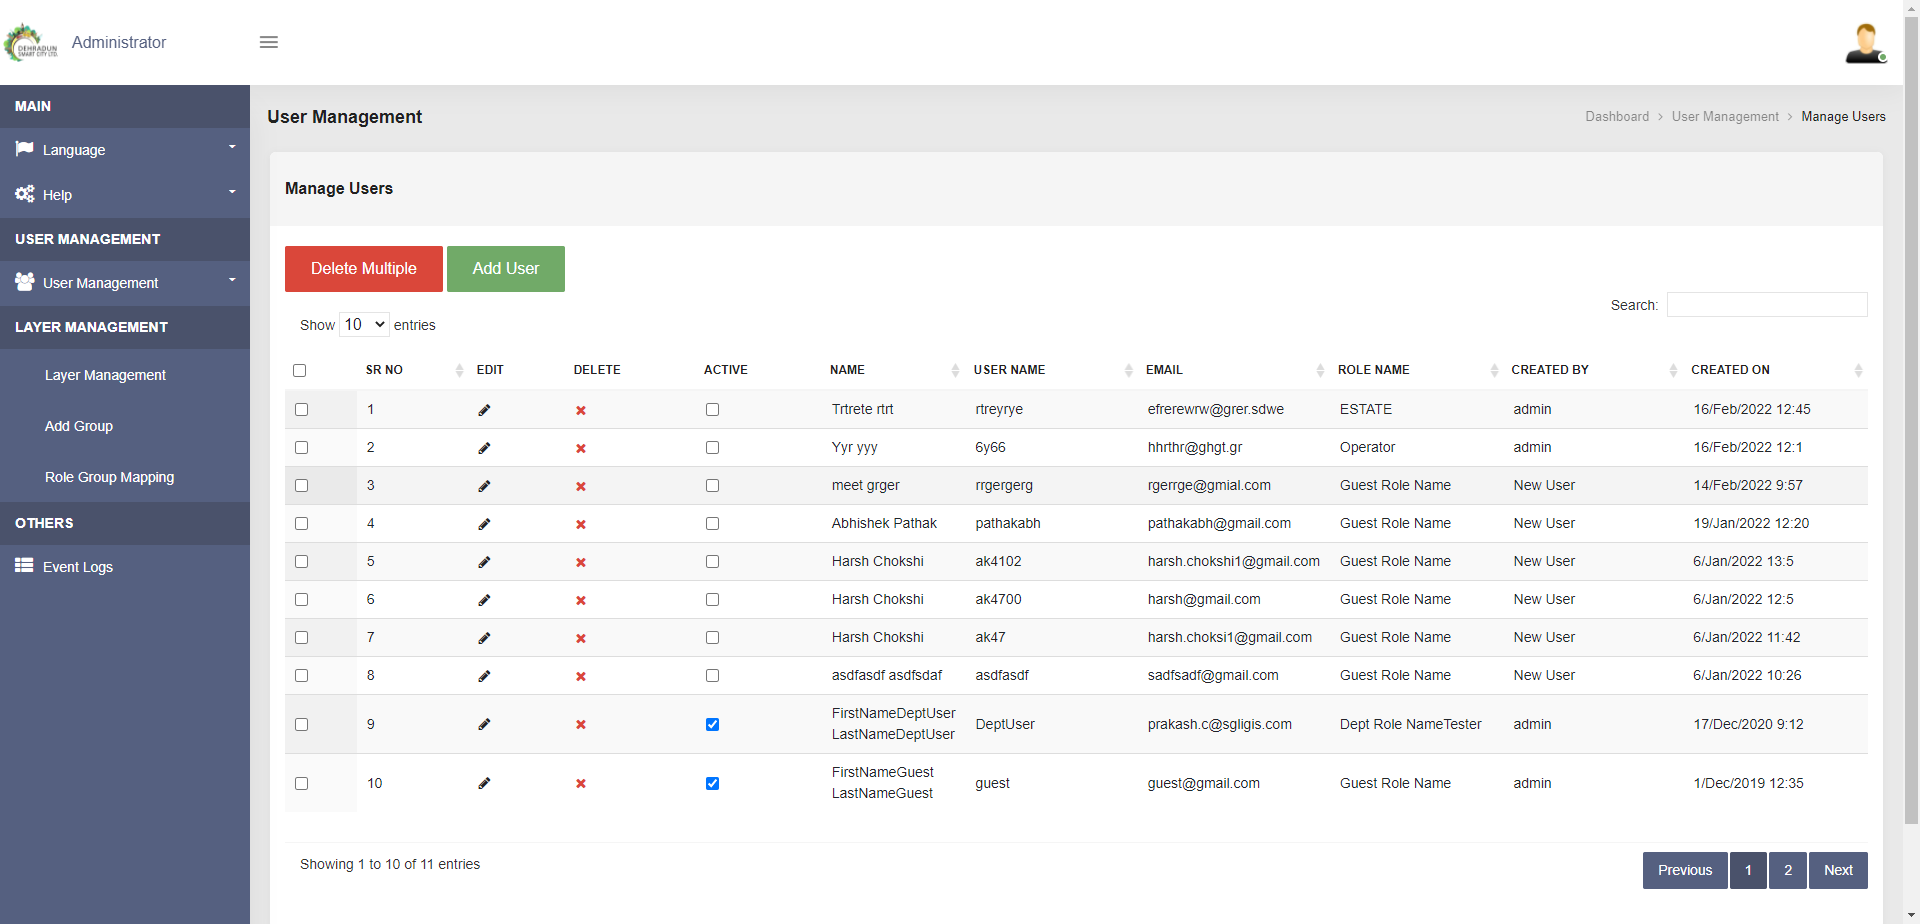 DEHRADUN
SMART CITY LTD.
Administrator
MAIN
Language
Help
USER MANAGEMENT
User Management
LAYER MANAGEMENT
Layer Management
Add Group
Role Group Mapping
OTHERS
Event Logs
User Management
Dashboard > User Management > Manage Users
Manage Users
Delete Multiple Add User
Search:
Show 10 entries
SR NO EDIT DELETE ACTIVE NAME USER NAME EMAIL ROLE NAME CREATED BY CREATED ON
1 Trtrete rtrt rtreyrye efrerewrw@grer.sdwe ESTATE admin 16/Feb/2022 12:45
2 Yyr yyy 6y66 hhrthr@ghgt.gr Operator admin 16/Feb/2022 12:1
3 meet grger rrgergerg rgerrge@gmial.com Guest Role Name New User 14/Feb/2022 9:57
4 Abhishek Pathak pathakabh pathakabh@gmail.com Guest Role Name New User 19/Jan/2022 12:20
5 Harsh Chokshi ak4102 harsh.chokshi1@gmail.com Guest Role Name New User 6/Jan/2022 13:5
6 Harsh Chokshi ak4700 harsh@gmail.com Guest Role Name New User 6/Jan/2022 12:5
7 Harsh Chokshi ak47 harsh.choksi1@gmail.com Guest Role Name New User 6/Jan/2022 11:42
8 asdfasdf asdfsdaf asdfasdf sadfsadf@gmail.com Guest Role Name New User 6/Jan/2022 10:26
9 FirstNameDeptUser LastNameDeptUser DeptUser prakash.c@sgligis.com Dept Role NameTester admin 17/Dec/2020 9:12
10 FirstNameGuest LastNameGuest guest guest@gmail.com Guest Role Name admin 1/Dec/2019 12:35
Showing 1 to 10 of 11 entries
Previous 1 2 Next